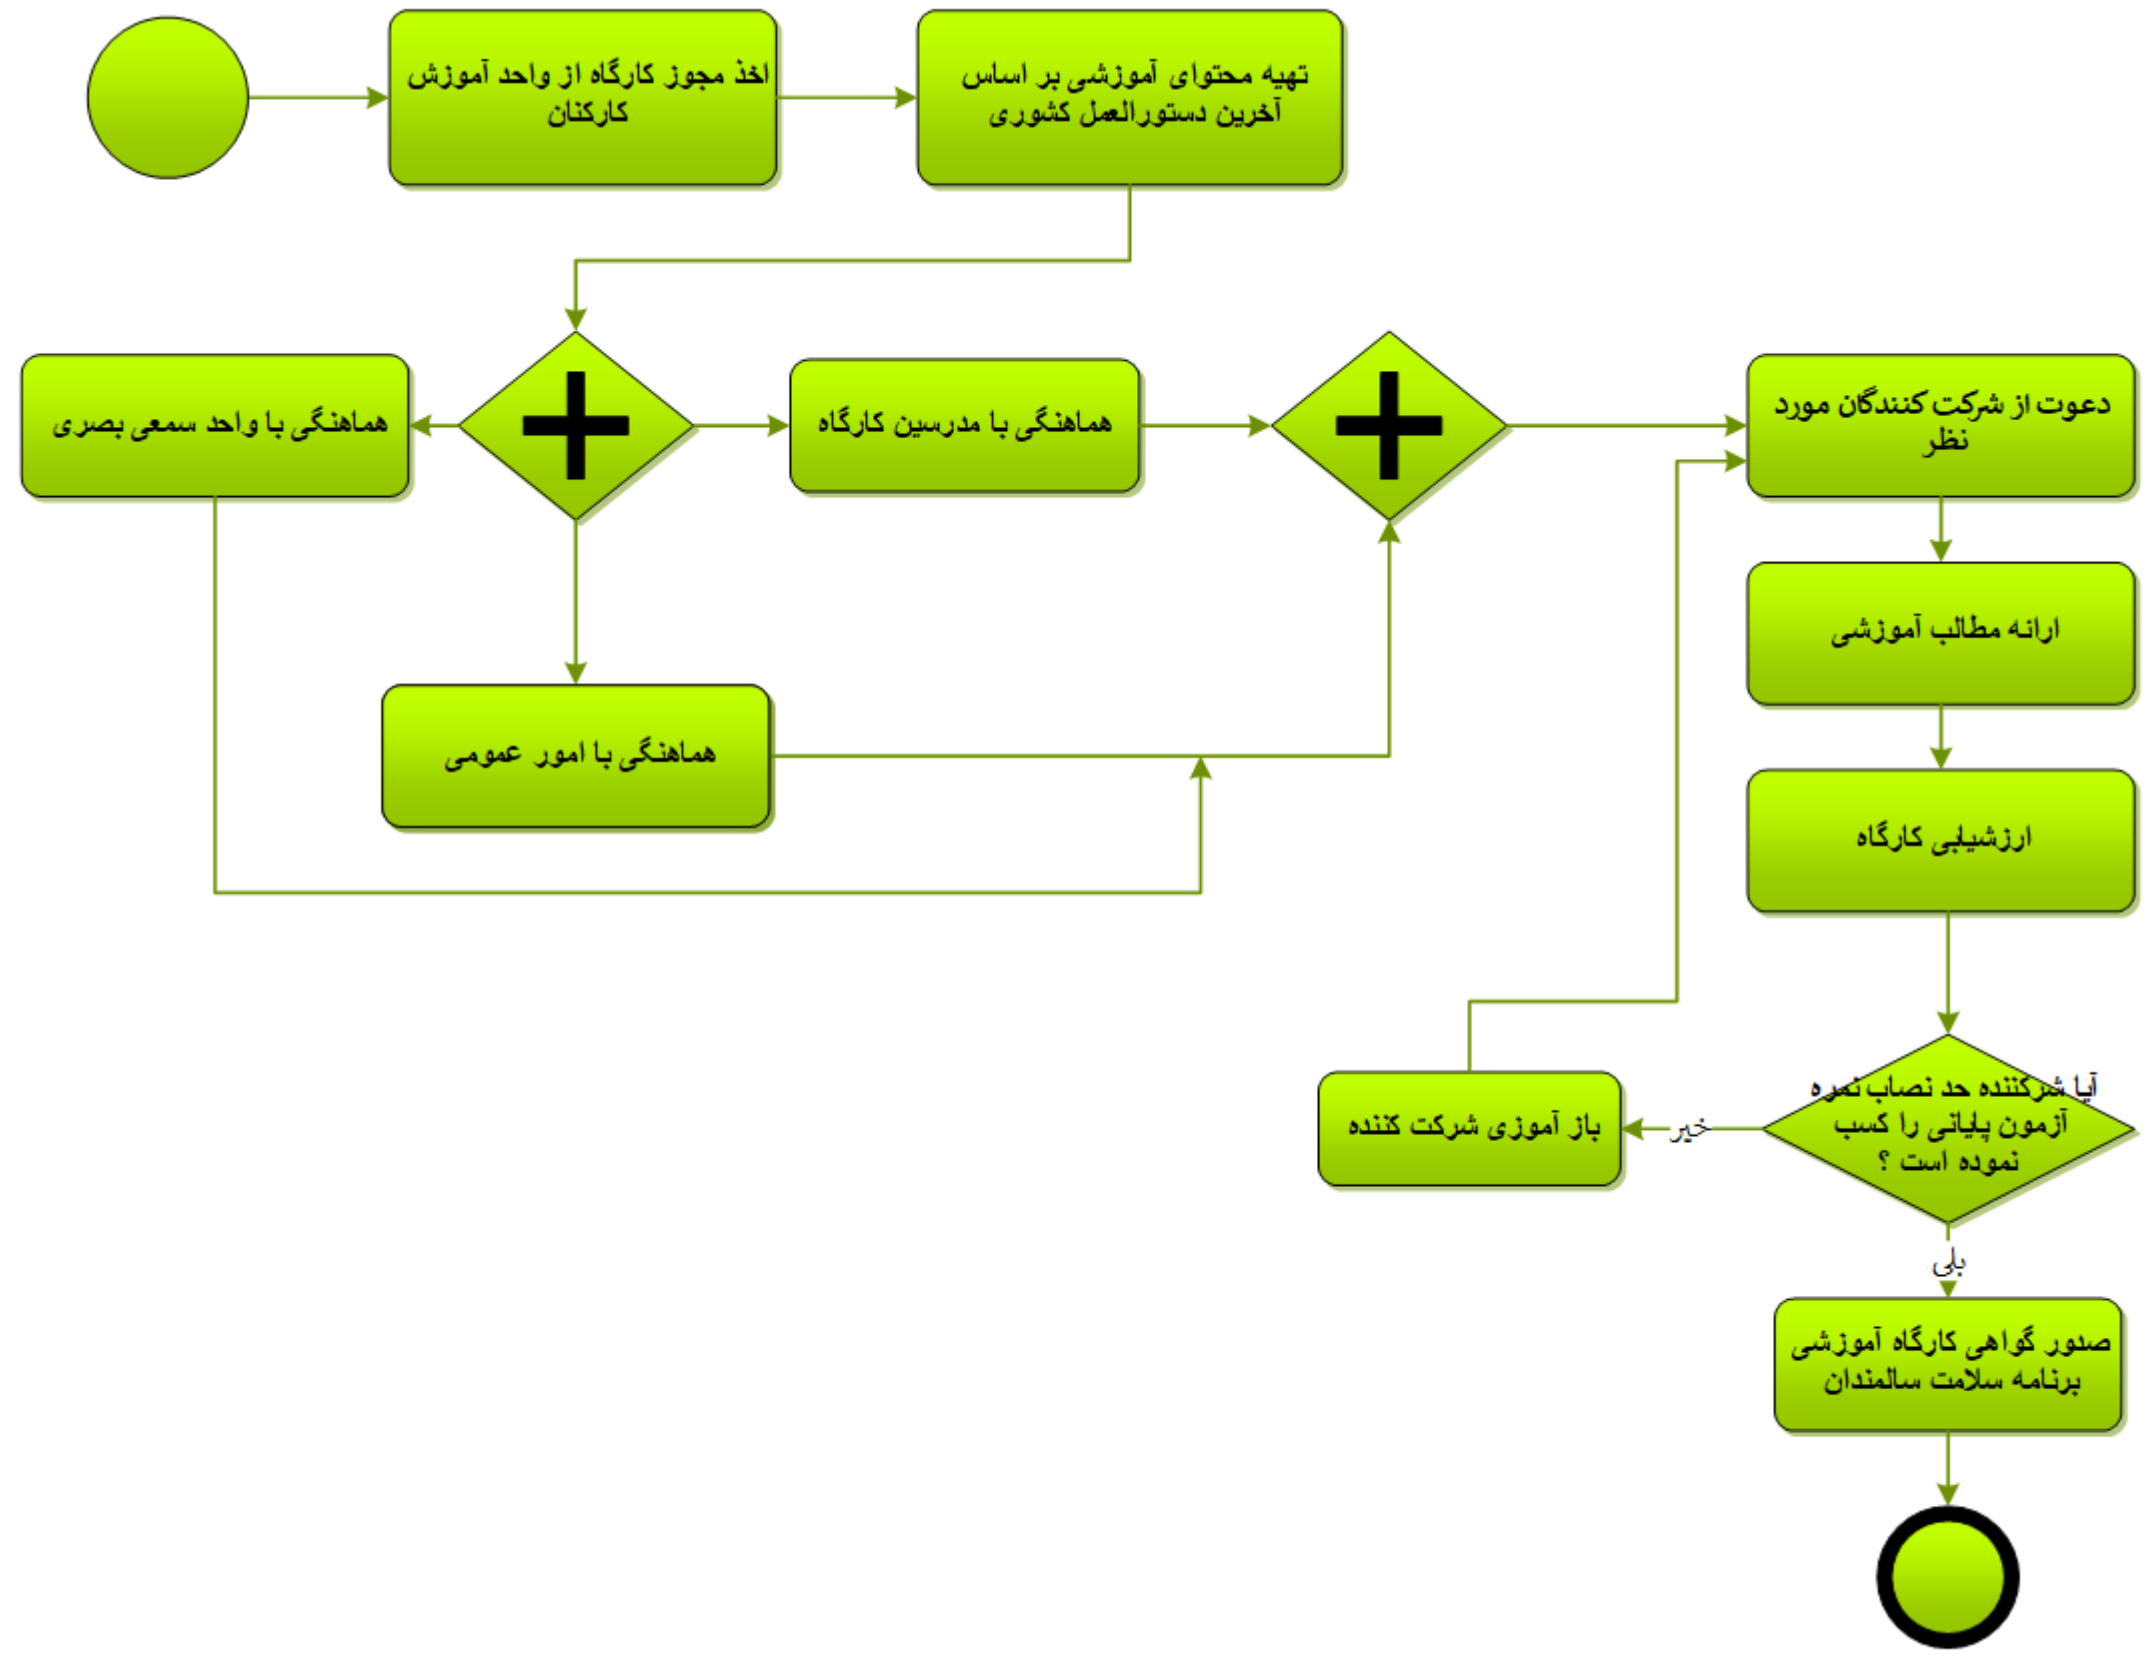 اخذ مجوز کارگاه از واحد آموزش
کارکنان
تهیه محتوای آموزشی بر اساس
آخرین دستورالعمل کشوری
هماهنگی با واحد سمعی بصری
هماهنگی با مدرسین کارگاه
دعوت از شرکت کنندگان مورد
نظر
ارائه مطالب آموزشی
هماهنگی با امور عمومی
ارزشیابی کارگاه
آیا شرکننده حد نصاب نمره
آزمون پایانی را کسب
نموده است ؟
خیر
باز آموزی شرکت کننده
بلی
صدور گواهی کارگاه آموزشی
برنامه سلامت سالمندان